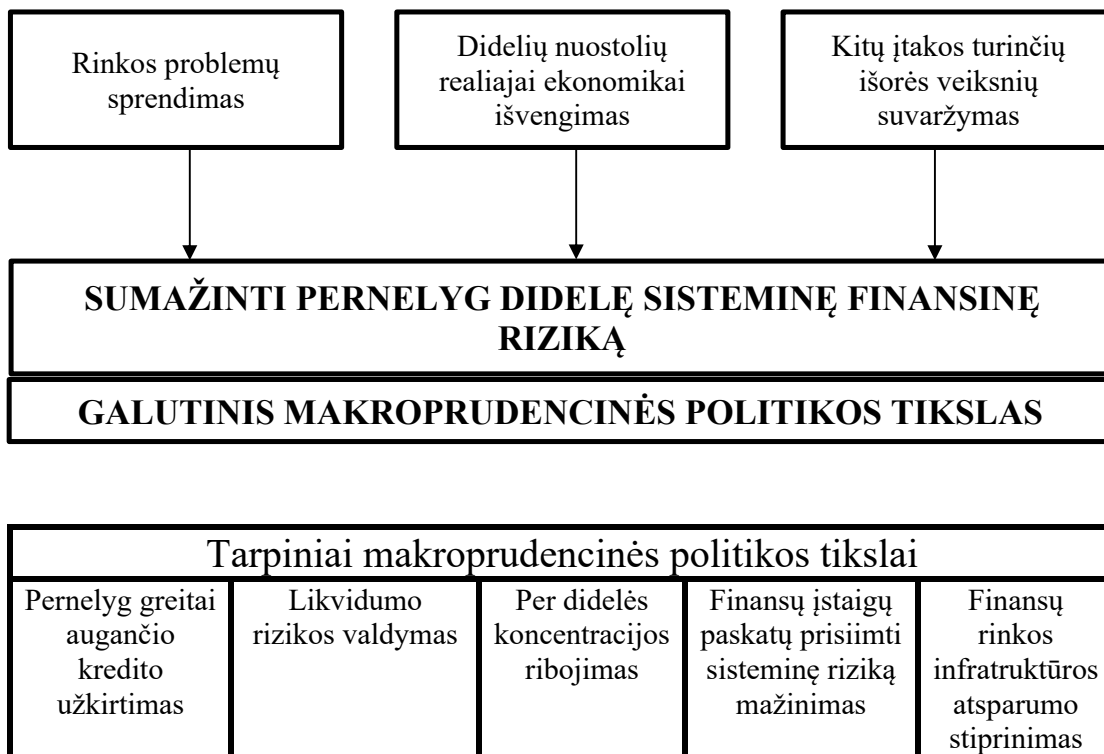 Rinkos problemų
sprendimas
Didelių nuostolių
realiajai ekonomikai
išvengimas
Kitų įtakos turinčių
išorės veiksnių
suvaržymas
SUMAŽINTI PERNELYG DIDELĘ SISTEMINĘ FINANSINĘ
RIZIKĄ
GALUTINIS MAKROPRUDENCINĖS POLITIKOS TIKSLAS
Tarpiniai makroprudencinės politikos tikslai
Pernelyg greitai
augančio
kredito
užkirtimas
Likvidumo
rizikos valdymas
Per didelės
koncentracijos
ribojimas
Finansų įstaigų
paskatų prisiimti
sisteminę riziką
mažinimas
Finansų
rinkos
infratruktūros
atsparumo
stiprinimas